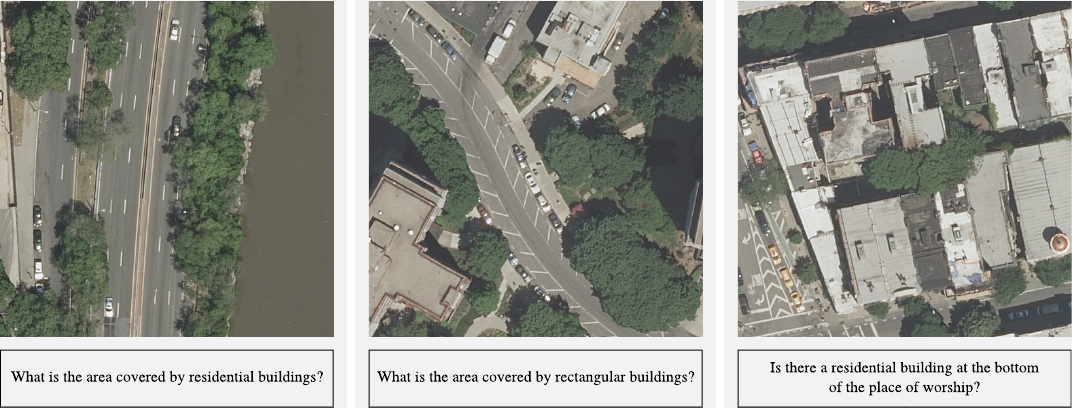 What is the area covered by residential buildings?
What is the area covered by rectangular buildings?
Is there a residential building at the bottom
of the place of worship?